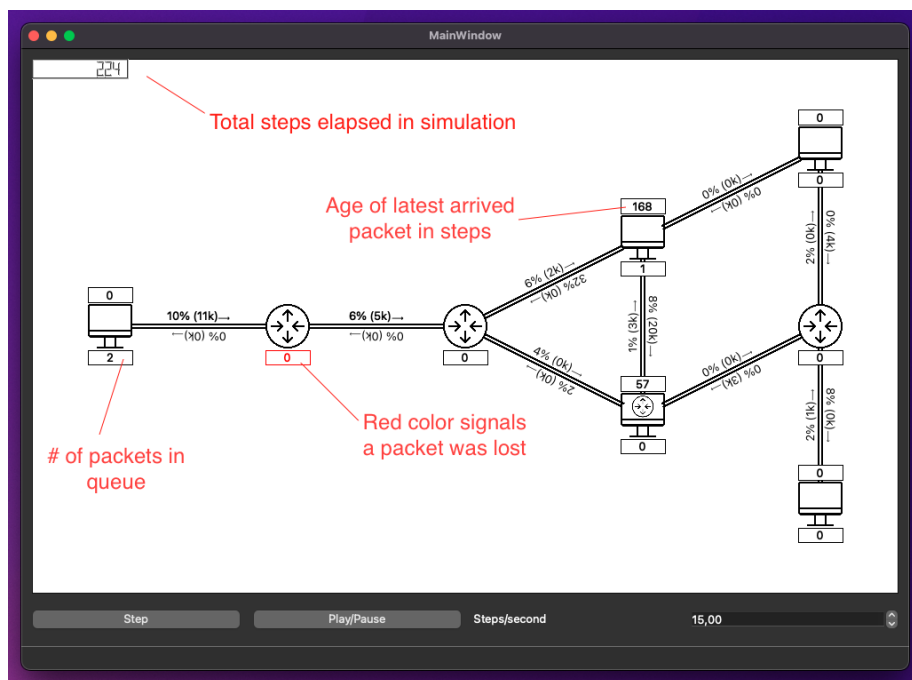 MainWindow
224
Total steps elapsed in simulation
0
0
0% (0k)→
0% (0k)→
Age of latest arrived
packet in steps
168
1
0% (4k)→
2% (0k)→
6% (2k)→
32% (0k)→
0
10% (11k)→
0% (0k)→
2
0
6% (5k)→
0% (0k)→
0
8% (20k)→
1% (3k)→
0
4% (0k)→
2% (0k)→
57
0
0% (0k)→
0% (3k)→
Red color signals
a packet was lost
# of packets in
queue
8% (0k)→
2% (1k)→
0
0
Step
Play/Pause
Steps/second
15,00